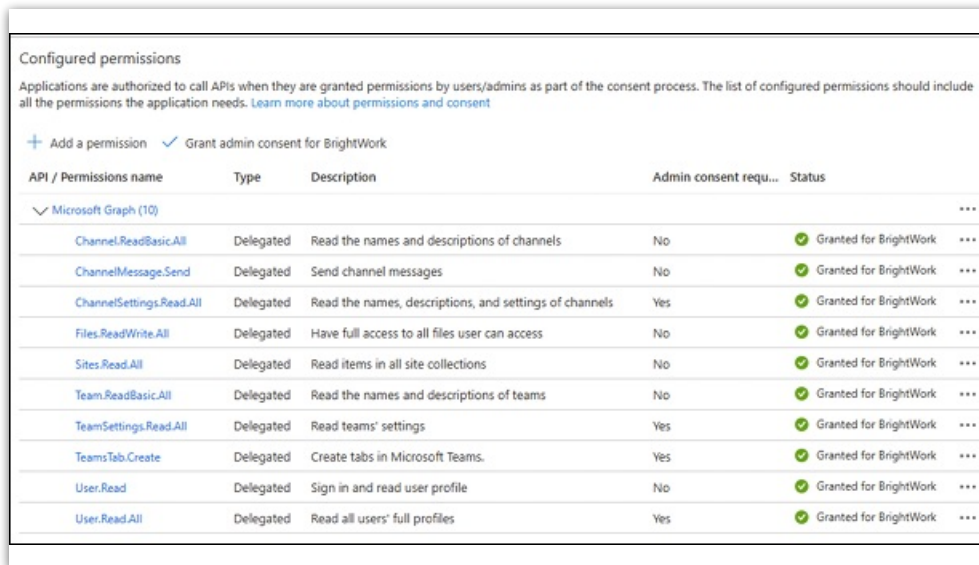 Configured permissions
Applications are authorized to call APIs when they are granted permissions by users/admins as part of the consent process. The list of configured permissions should include
all the permissions the application needs. Learn more about permissions and consent
Add a permission Grant admin consent for BrightWork
API / Permissions name Type Description Admin consent requ... Status
Microsoft Graph (10)
Channel.ReadBasic.All Delegated Read the names and descriptions of channels No Granted for BrightWork
ChannelMessage.Send Delegated Send channel messages No Granted for BrightWork
ChannelSettings.Read.All Delegated Read the names, descriptions, and settings of channels Yes Granted for BrightWork
Files.ReadWrite.All Delegated Have full access to all files user can access No Granted for BrightWork
Sites.Read.All Delegated Read items in all site collections No Granted for BrightWork
Team.ReadBasic.All Delegated Read the names and descriptions of teams No Granted for BrightWork
TeamSettings.Read.All Delegated Read teams' settings Yes Granted for BrightWork
TeamsTab.Create Delegated Create tabs in Microsoft Teams. Yes Granted for BrightWork
User.Read Delegated Sign in and read user profile No Granted for BrightWork
User.Read.All Delegated Read all users' full profiles Yes Granted for BrightWork